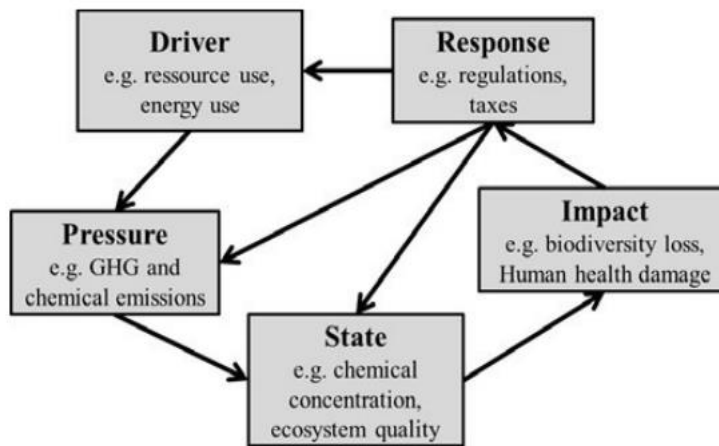 Driver
e.g. ressource use,
energy use
Response
e.g. regulations,
taxes
Pressure
e.g. GHG and
chemical emissions
Impact
e.g. biodiversity loss,
Human health damage
State
e.g. chemical
concentration,
ecosystem quality